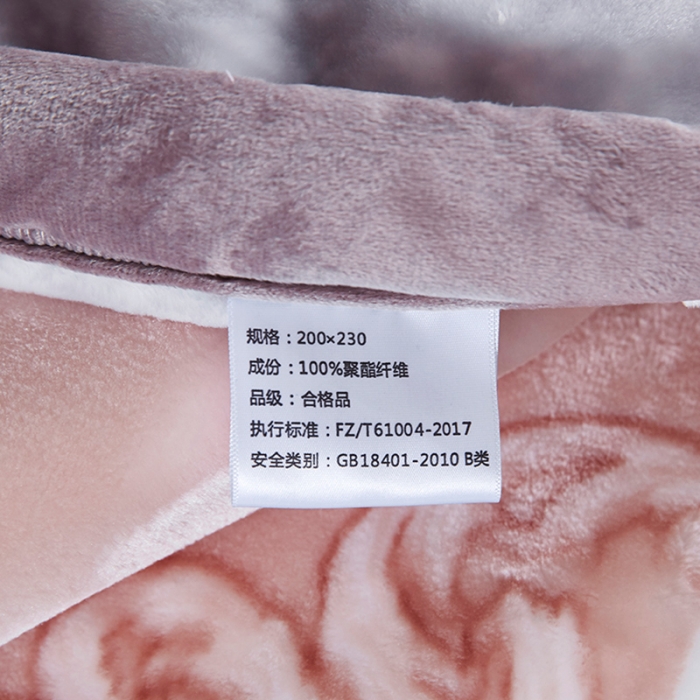 规格：200×230
成份：100%聚酯纤维
品级：合格品
执行标准：FZ/T61004-2017
安全类别：GB18401-2010 B类